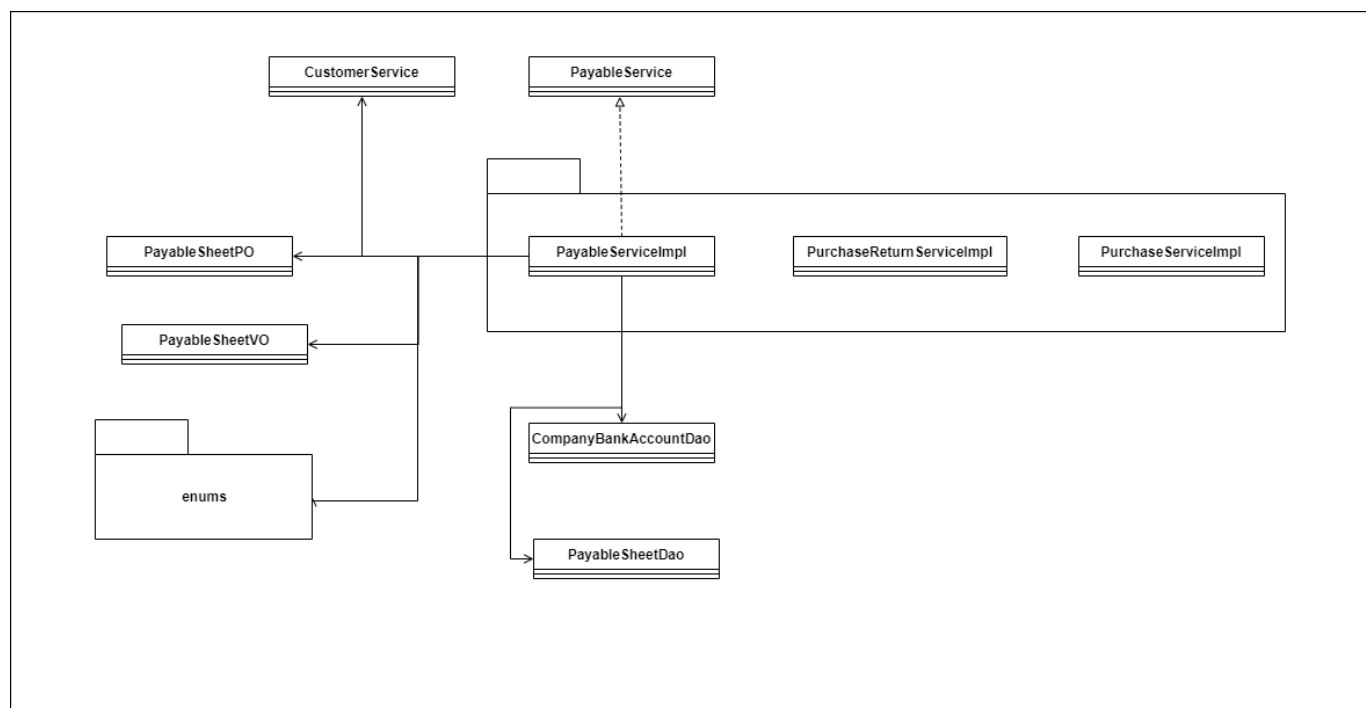 CustomerService
PayableService
PayableSheetPO
PayableServiceImpl
PurchaseReturnServiceImpl
PurchaseServiceImpl
PayableSheetVO
CompanyBankAccountDao
enums
PayableSheetDao